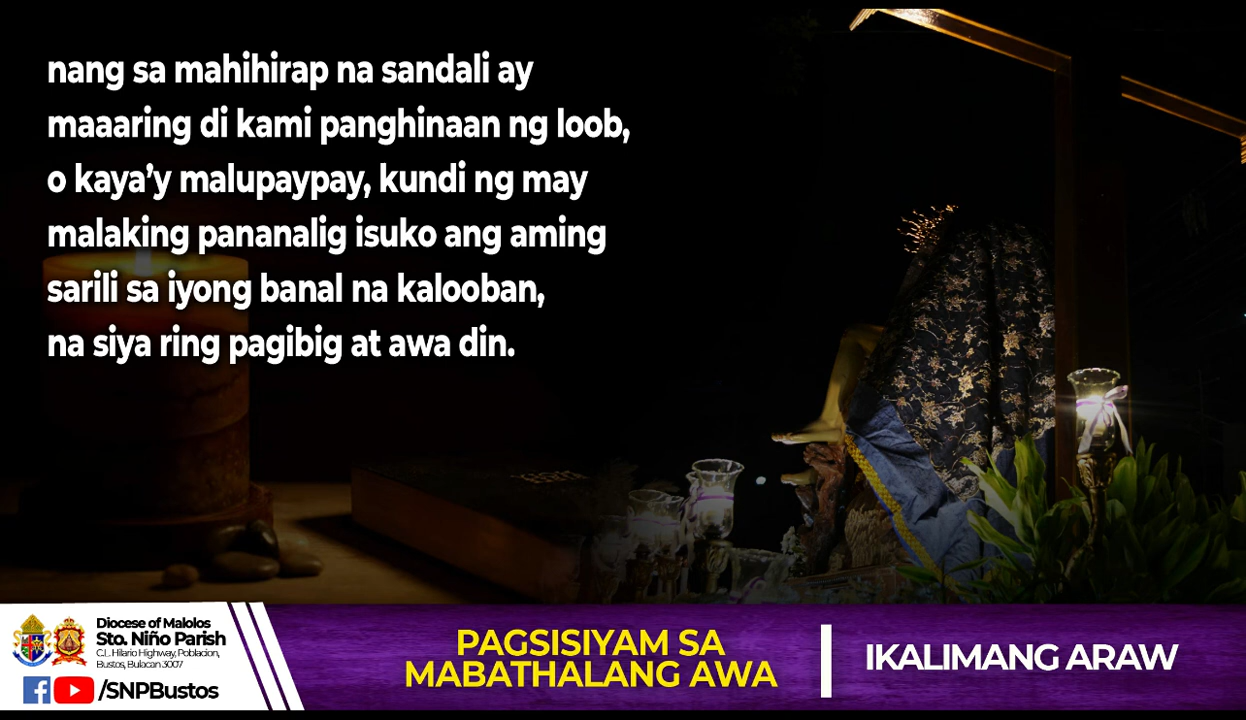 nang sa mahihirap na sandali ay
maaaring di kami panghinaan ng loob,
o kaya’y malupaypay, kundi ng may
malaking pananalig isuko ang aming
sarili sa iyong banal na kalooban,
na siya ring pagibig at awa din.
Diocese of Malolos
Sto. Niño Parish
C.L. Hilario Highway, Poblacion,
Bustos, Bulacan 3007
/SNPBustos
PAGSISIYAM SA
MABATHALANG AWA
IKALIMANG ARAW